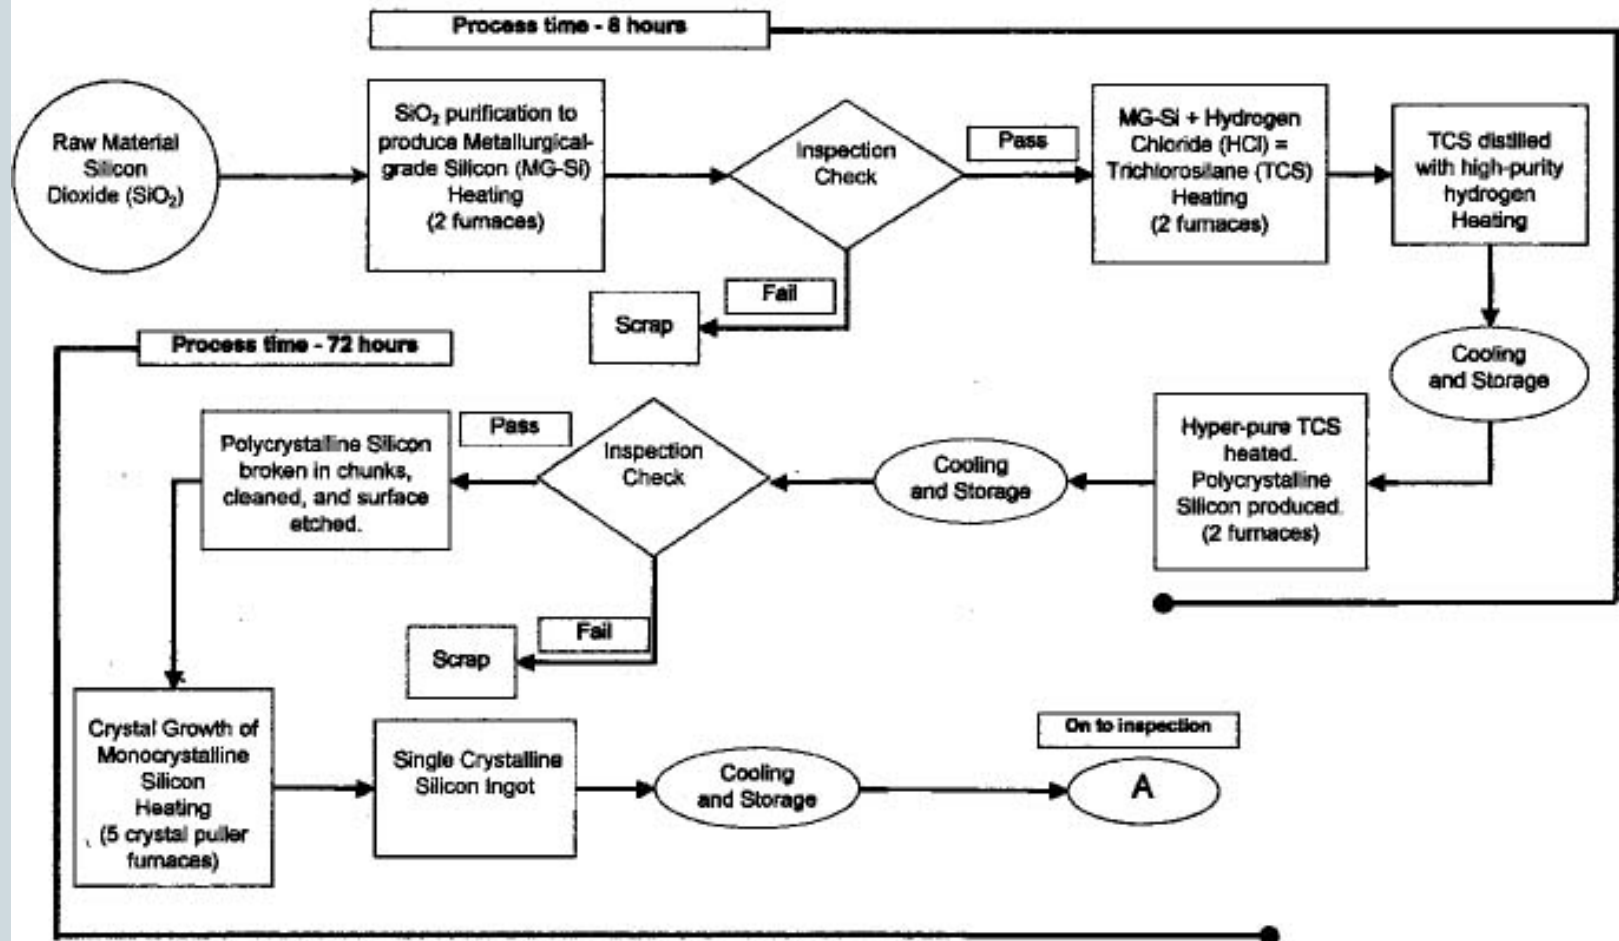 Process time - 8 hours
Raw Material
Silicon
Dioxide (SiO₂)
SiO₂ purification to
produce Metallurgical-
grade Silicon (MG-Si)
Heating
(2 furnaces)
Inspection
Check
Pass
Fail
Scrap
MG-Si + Hydrogen
Chloride (HCl) =
Trichlorosilane (TCS)
Heating
(2 furnaces)
TCS distilled
with high-purity
hydrogen
Heating
Cooling
and Storage
Hyper-pure TCS
heated.
Polycrystalline
Silicon produced.
(2 furnaces)
Cooling
and Storage
Inspection
Check
Pass
Fail
Scrap
Process time - 72 hours
Polycrystalline Silicon
broken in chunks,
cleaned, and surface
etched.
Crystal Growth of
Monocrystalline
Silicon
Heating
(5 crystal puller
furnaces)
Single Crystalline
Silicon Ingot
Cooling
and Storage
On to inspection
A